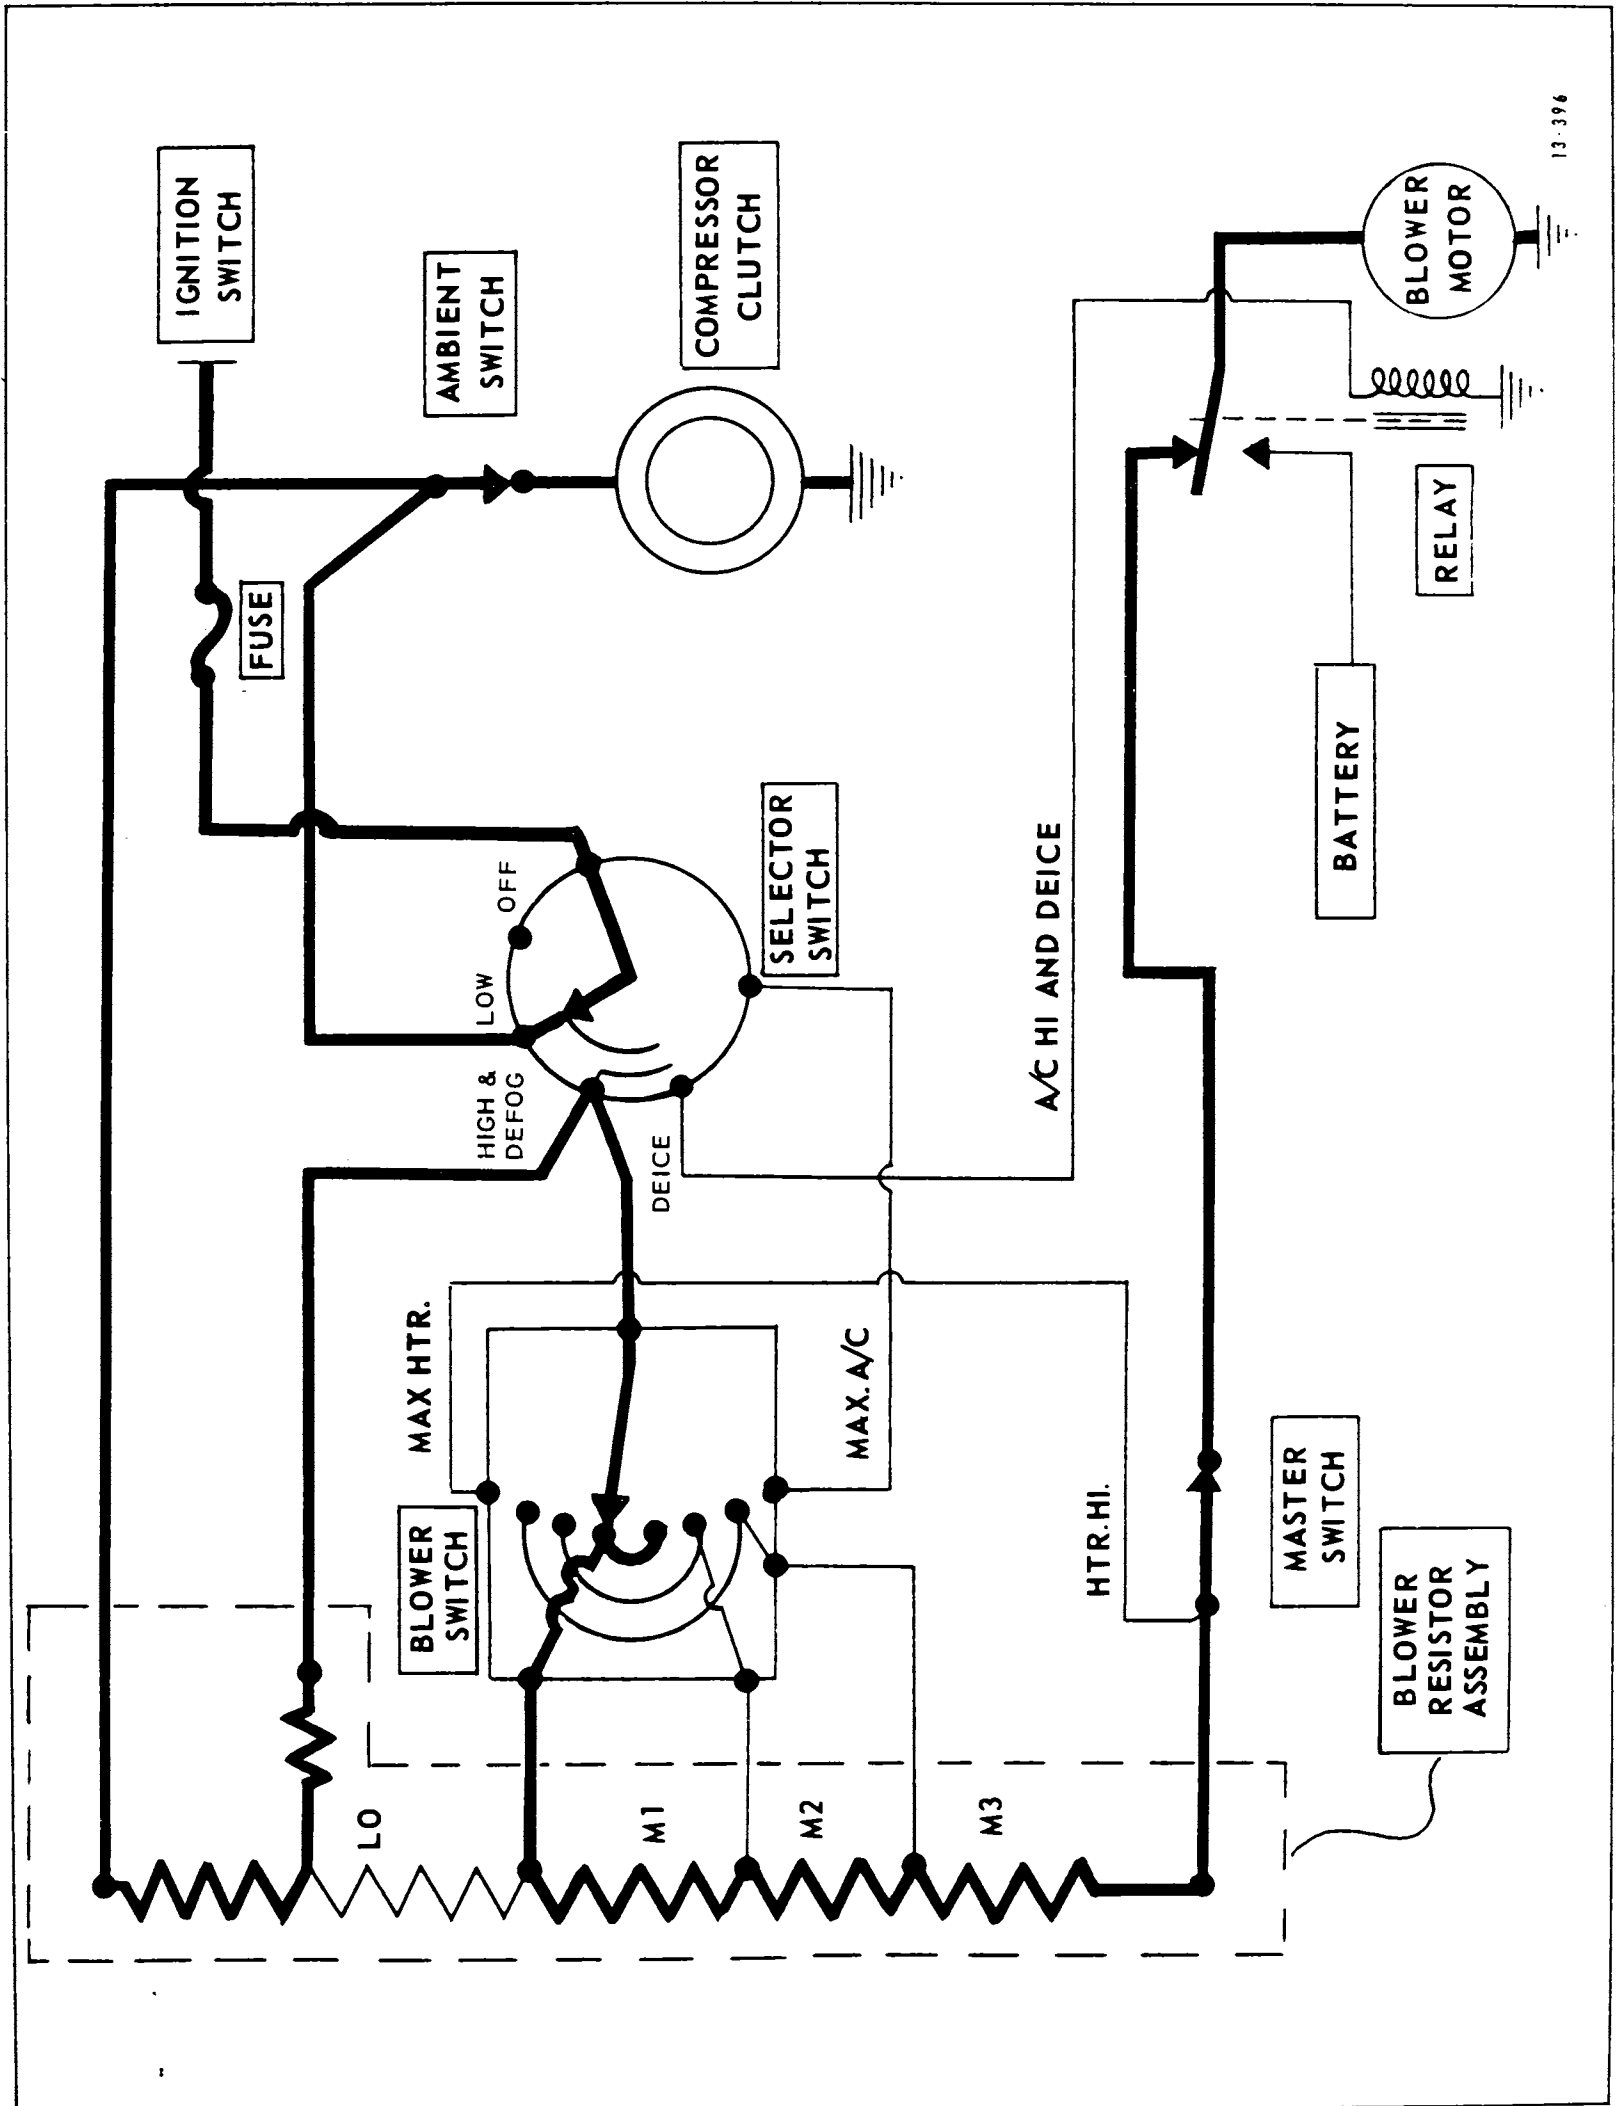 IGNITION
SWITCH
AMBIENT
SWITCH
COMPRESSOR
CLUTCH
FUSE
OFF
LOW
HIGH &
DEFOG
DEICE
SELECTOR
SWITCH
A/C HI AND DEICE
BLOWER
MOTOR
RELAY
BATTERY
MAX HTR.
MAX. A/C
BLOWER
SWITCH
HTR. HI.
MASTER
SWITCH
BLOWER
RESISTOR
ASSEMBLY
LO
M1
M2
M3
13-396